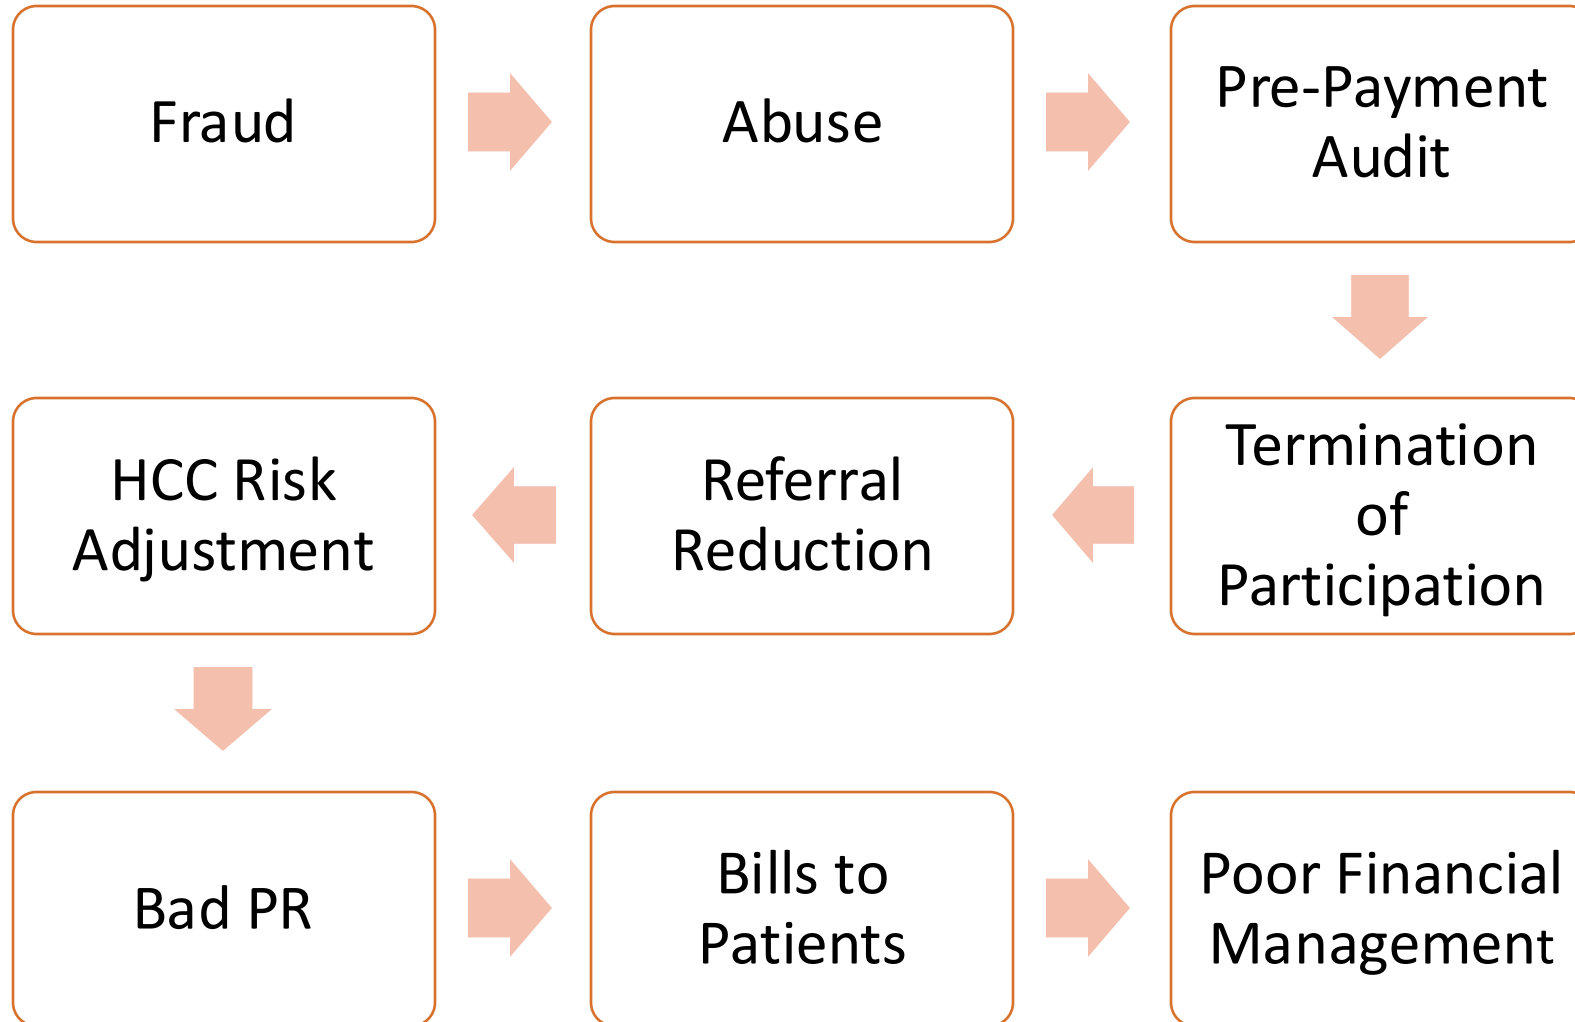 Fraud
Abuse
Pre-Payment
Audit
Termination
of
Participation
Referral
Reduction
HCC Risk
Adjustment
Bad PR
Bills to
Patients
Poor Financial
Management